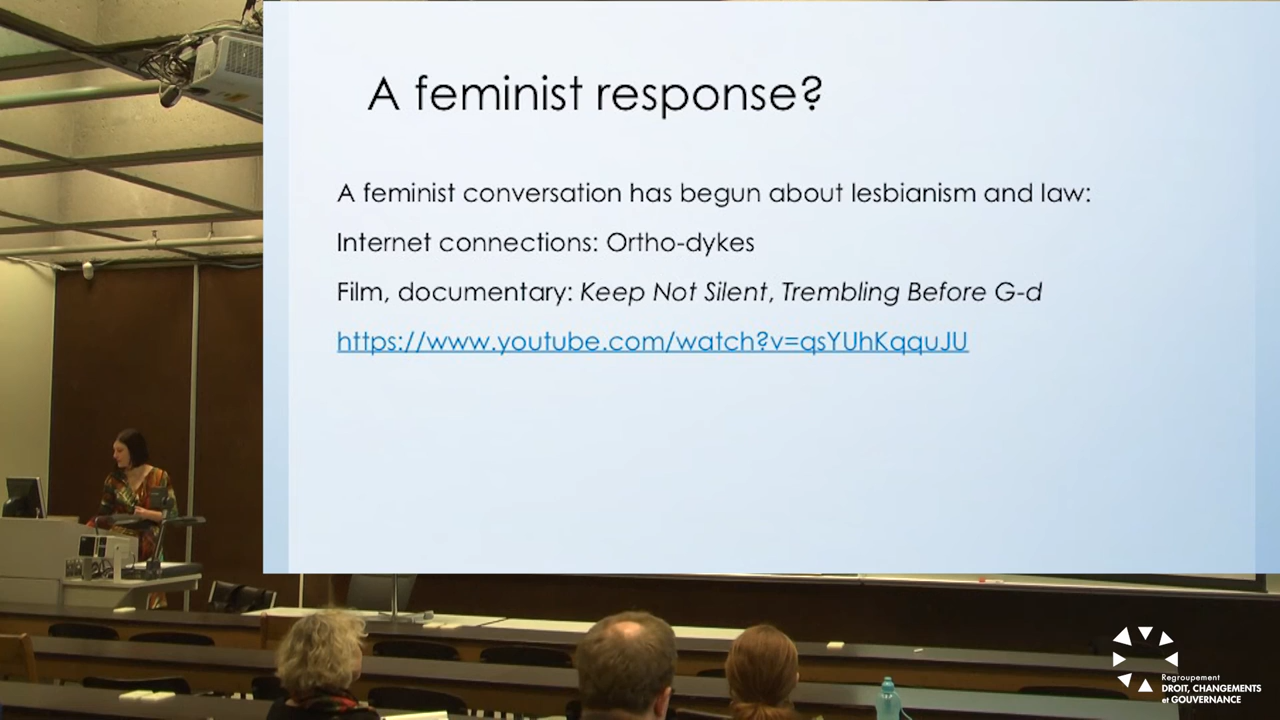 A feminist response?
A feminist conversation has begun about lesbianism and law:
Internet connections: Ortho-dykes
Film, documentary: Keep Not Silent, Trembling Before G-d
https://www.youtube.com/watch?v=qsYUhKqquJU
Regroupement
DROIT, CHANGEMENTS
et GOUVERNANCE